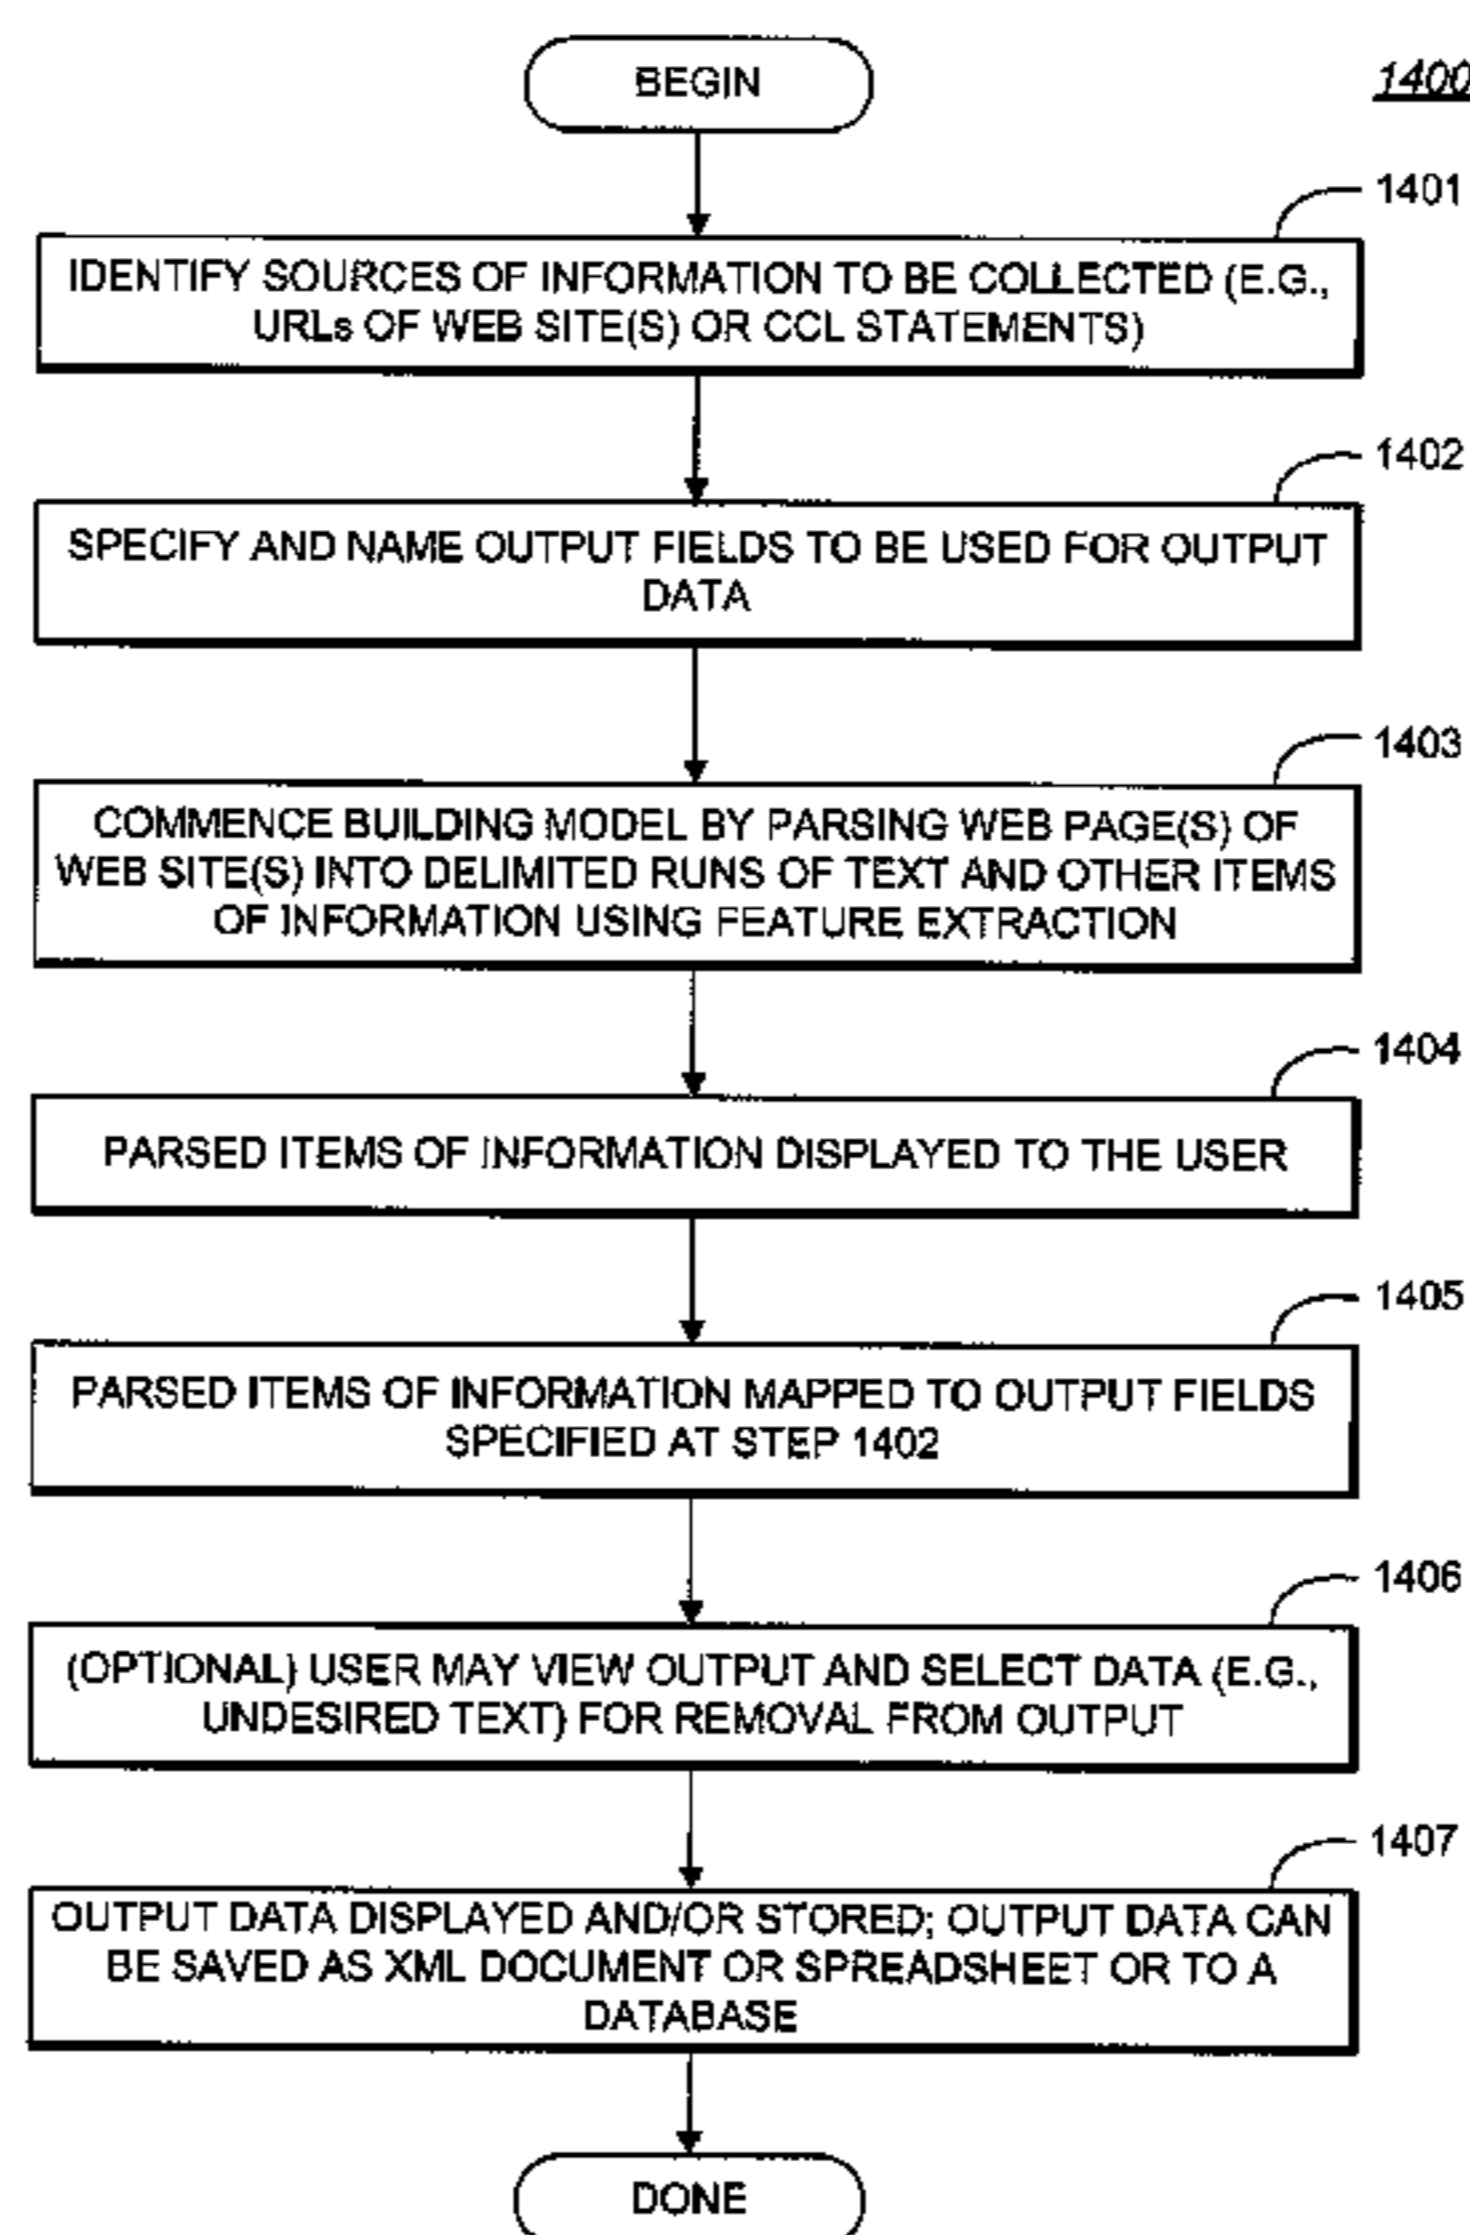 BEGIN
1400
1401
IDENTIFY SOURCES OF INFORMATION TO BE COLLECTED (E.G.,
URLs OF WEB SITE(S) OR CCL STATEMENTS)
1402
SPECIFY AND NAME OUTPUT FIELDS TO BE USED FOR OUTPUT
DATA
1403
COMMENCE BUILDING MODEL BY PARSING WEB PAGE(S) OF
WEB SITE(S) INTO DELIMITED RUNS OF TEXT AND OTHER ITEMS
OF INFORMATION USING FEATURE EXTRACTION
1404
PARSED ITEMS OF INFORMATION DISPLAYED TO THE USER
1405
PARSED ITEMS OF INFORMATION MAPPED TO OUTPUT FIELDS
SPECIFIED AT STEP 1402
1406
(OPTIONAL) USER MAY VIEW OUTPUT AND SELECT DATA (E.G.,
UNDESIRED TEXT) FOR REMOVAL FROM OUTPUT
1407
OUTPUT DATA DISPLAYED AND/OR STORED; OUTPUT DATA CAN
BE SAVED AS XML DOCUMENT OR SPREADSHEET OR TO A
DATABASE
DONE